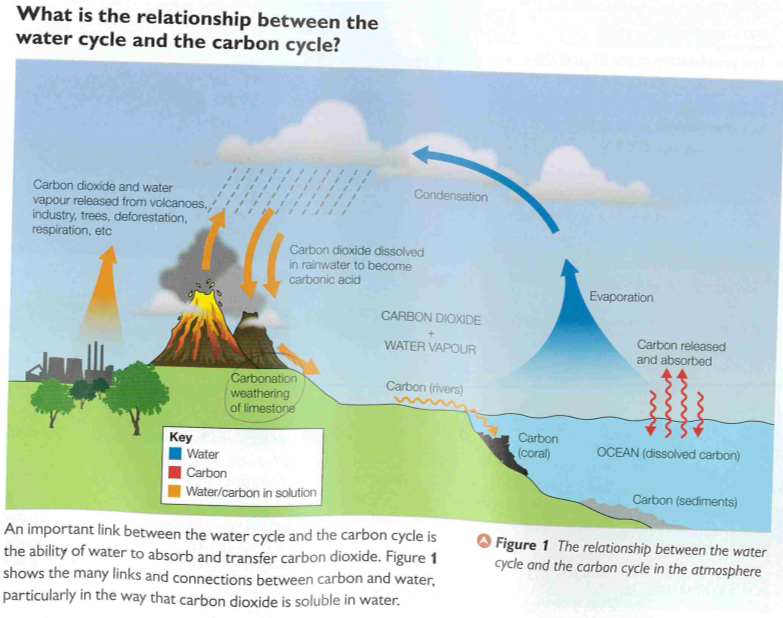 What is the relationship between the
water cycle and the carbon cycle?
Carbon dioxide and water
vapour released from volcanoes,
industry, trees, deforestation,
respiration, etc
Condensation
Carbon dioxide dissolved
in rainwater to become
carbonic acid
Evaporation
CARBON DIOXIDE
+
WATER VAPOUR
Carbon released
and absorbed
Carbonation
weathering
of limestone
Carbon (rivers)
Carbon
(coral)
OCEAN (dissolved carbon)
Carbon (sediments)
Key
Water
Carbon
Water/carbon in solution
An important link between the water cycle and the carbon cycle is
the ability of water to absorb and transfer carbon dioxide. Figure 1
shows the many links and connections between carbon and water,
particularly in the way that carbon dioxide is soluble in water.
Figure 1 The relationship between the water
cycle and the carbon cycle in the atmosphere